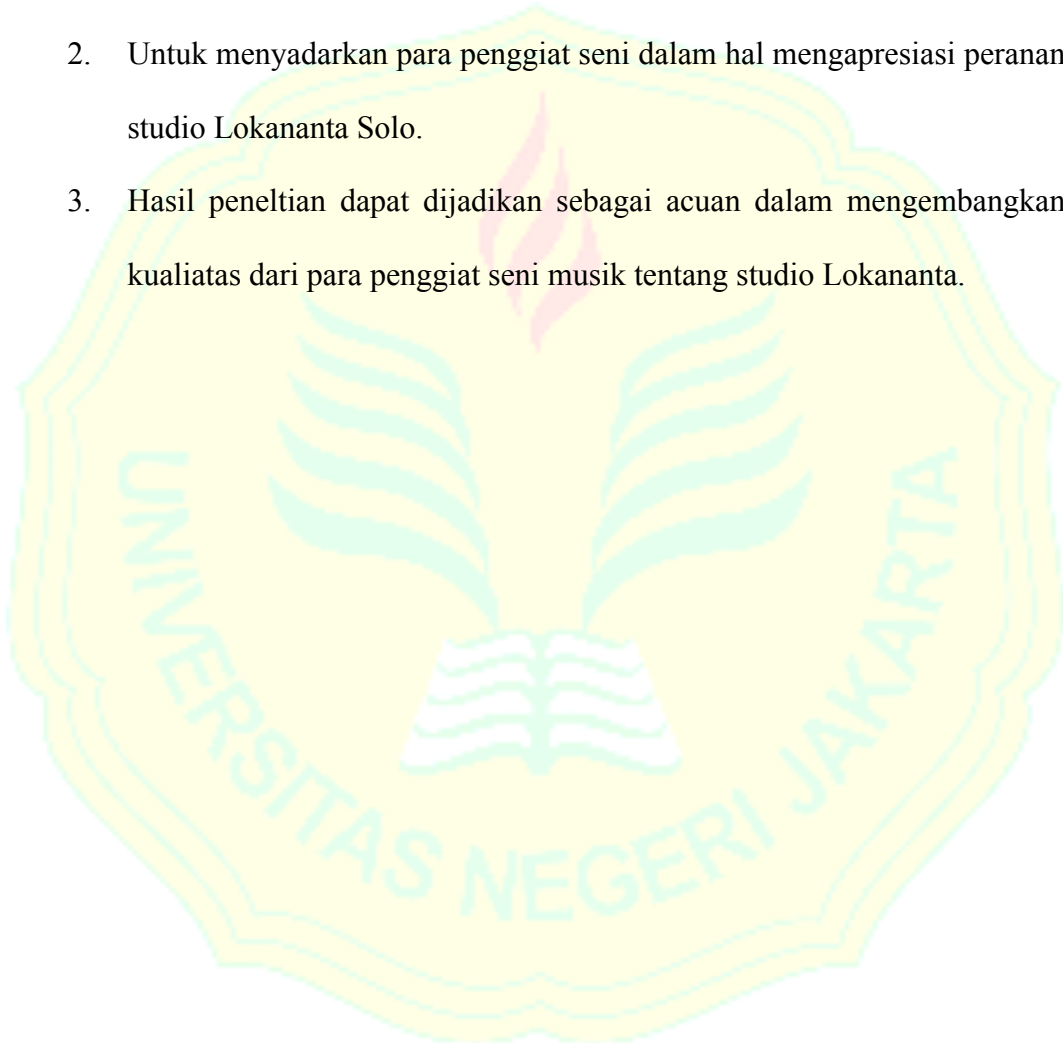 2. Untuk menyadarkan para penggiat seni dalam hal mengapresiasi peranan
studio Lokananta Solo.
3. Hasil peneltian dapat dijadikan sebagai acuan dalam mengembangkan
kualiatas dari para penggiat seni musik tentang studio Lokananta.
UNIVERSITAS NEGERI JAKARTA